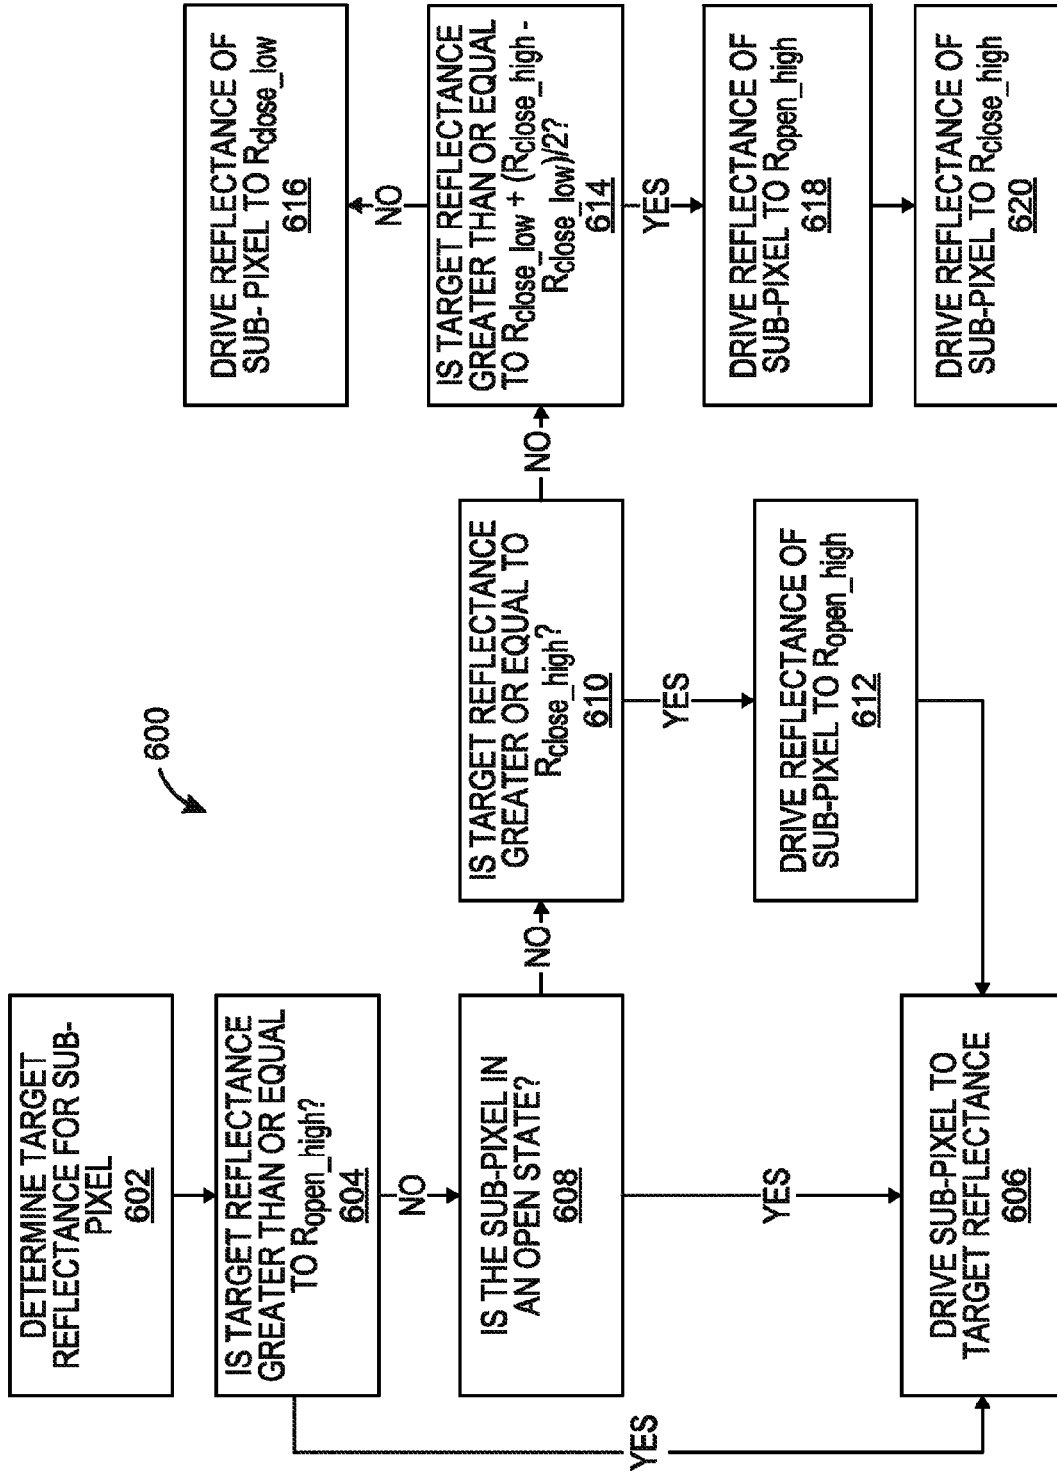 600
DETERMINE TARGET
REFLECTANCE FOR SUB-
PIXEL
602
IS TARGET REFLECTANCE
GREATER THAN OR EQUAL
TO Ropen_high?
604
YES
NO
IS THE SUB-PIXEL IN
AN OPEN STATE?
608
YES
NO
DRIVE SUB-PIXEL TO
TARGET REFLECTANCE
606
IS TARGET REFLECTANCE
GREATER OR EQUAL TO
Rclose_high?
610
YES
NO
DRIVE REFLECTANCE OF
SUB-PIXEL TO Ropen_high
612
IS TARGET REFLECTANCE
GREATER THAN OR EQUAL
TO Rclose_low + (Rclose_high -
Rclose_low)/2?
614
NO
DRIVE REFLECTANCE OF
SUB- PIXEL TO Rclose_low
616
YES
DRIVE REFLECTANCE OF
SUB-PIXEL TO Ropen_high
618
DRIVE REFLECTANCE OF
SUB-PIXEL TO Rclose_high
620